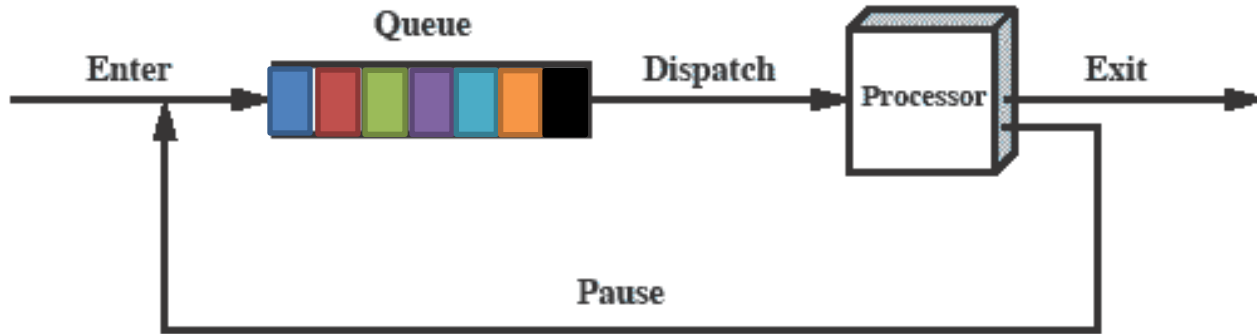 Queue
Enter
Dispatch
Processor
Exit
Pause